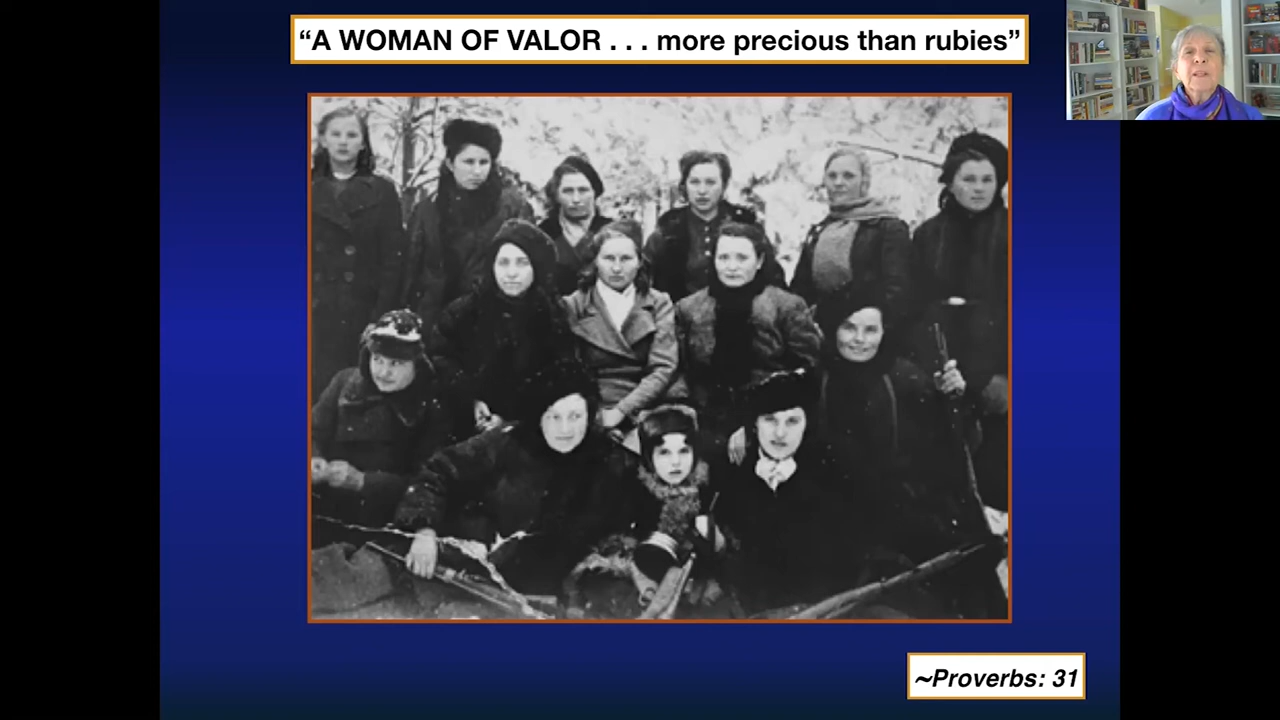 “A WOMAN OF VALOR . . . more precious than rubies”
~Proverbs: 31